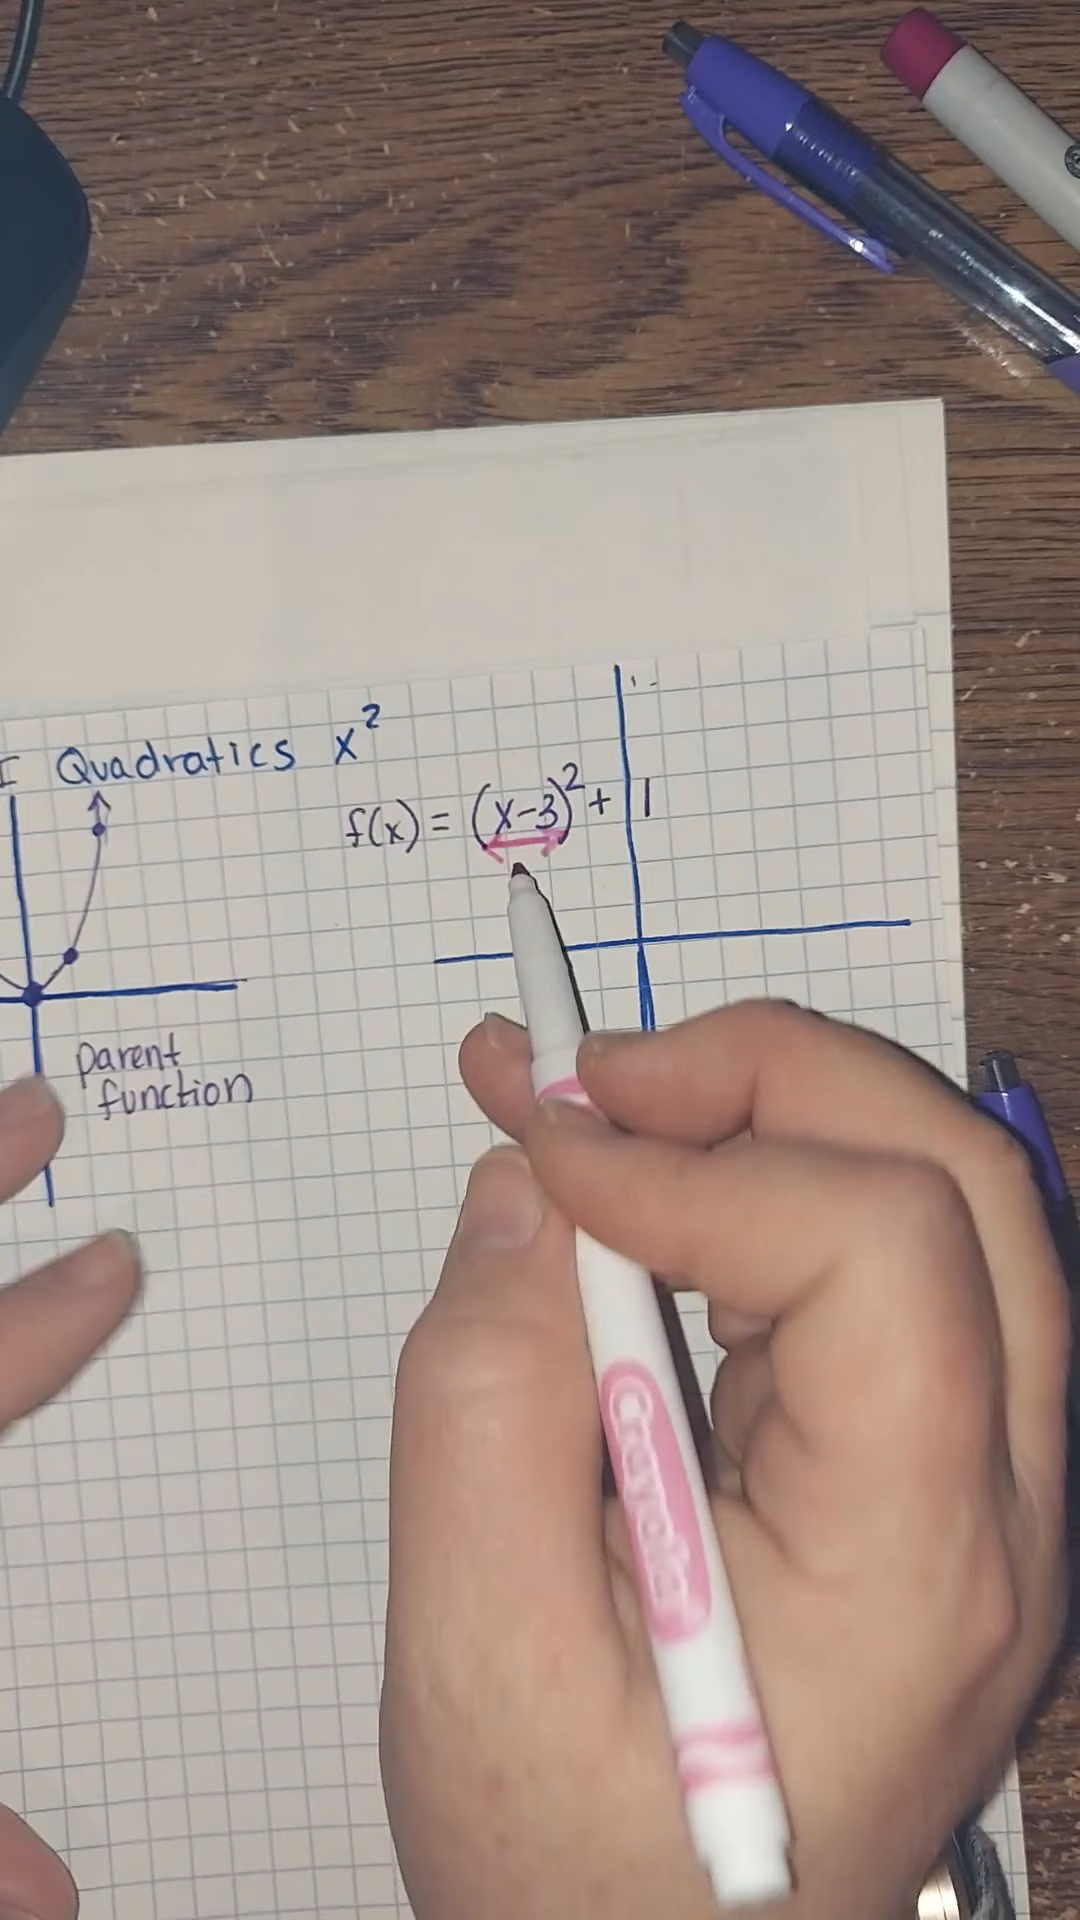 Quadratics x²
f(x) = (x-3)² + 1
parent
function
Crayola